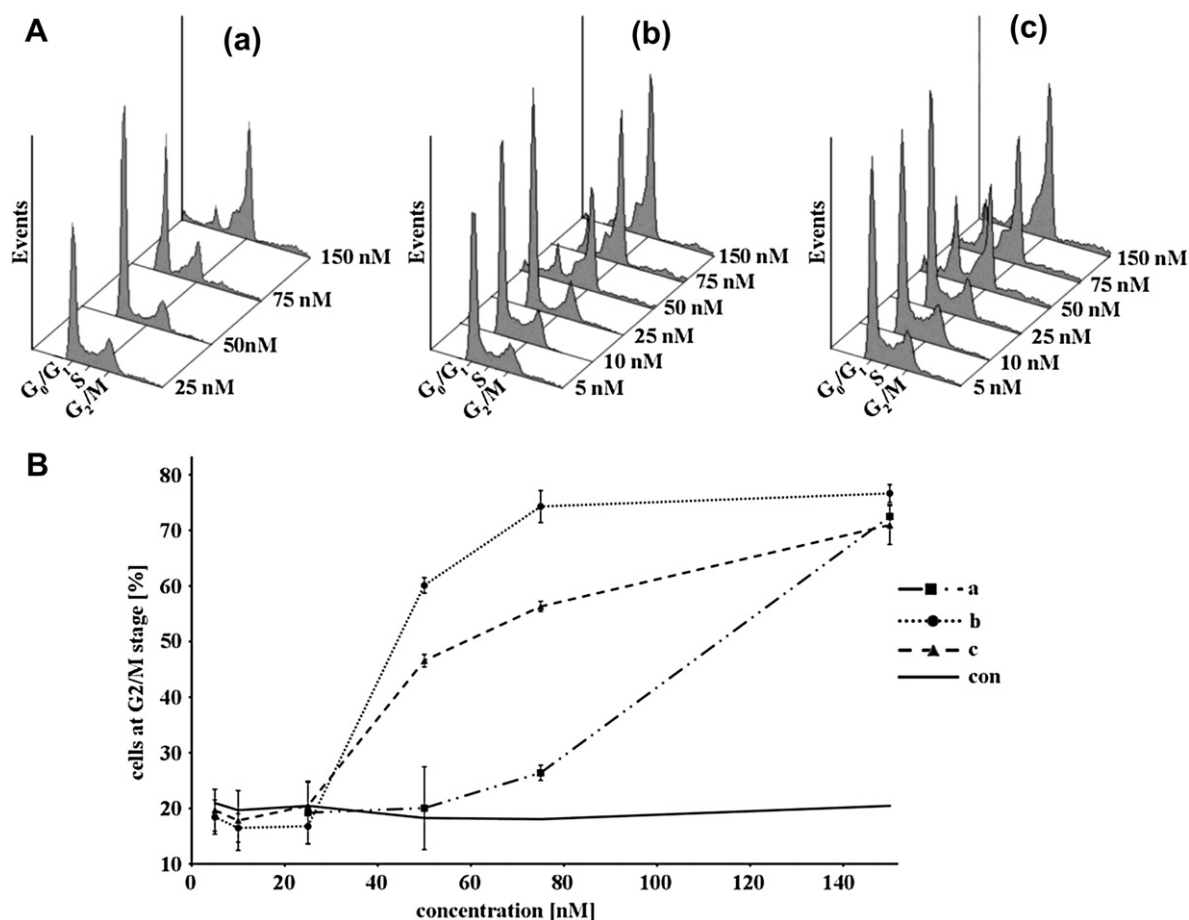 A
(a)
(b)
(c)
Events
G0/G1
S
G2/M
25 nM
50nM
75 nM
150 nM
Events
G0/G1
S
G2/M
5 nM
10 nM
25 nM
50 nM
75 nM
150 nM
Events
G0/G1
S
G2/M
5 nM
10 nM
25 nM
50 nM
75 nM
150 nM
B
cells at G2/M stage [%]
80
70
60
50
40
30
20
10
0
20
40
60
80
100
120
140
concentration [nM]
a
b
c
con